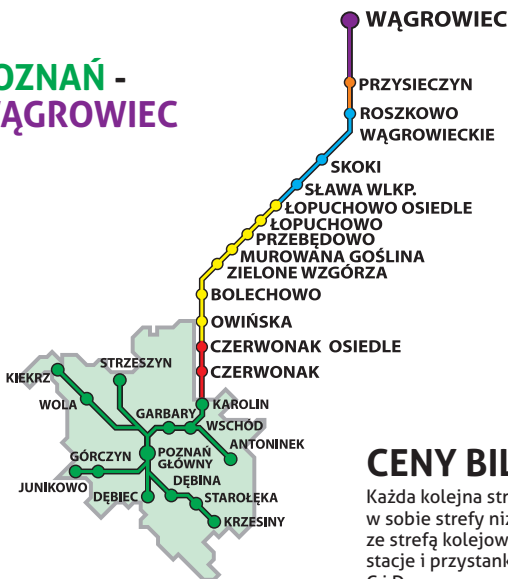 WĄGROWIEC
OZNAŃ -
ĄGROWIEC
PRZYSIECZYN
ROSZKOWO
WĄGROWIECKIE
SKOKI
SŁAWA WLKP.
ŁOPUCHOWO OSIEDLE
ŁOPUCHOWO
PRZEBĘDOWO
MUROWANA GOŚLINA
ZIELONE WZGÓRZA
BOLECHOWO
OWIŃSKA
CZERWONAK OSIEDLE
STRZESZYN
KIEKRZ
CZERWONAK
WOLA
KAROLIN
GARBARY
WSCHÓD
ANTONINEK
GÓRCZYN
POZNAŃ
GŁÓWNY
JUNIKOWO
DĘBINA
DĘBIEC
STAROŁĘKA
KRZESINY
CENY BIL
Każda kolejna str
w sobie strefy niż
ze strefą kolejow
stacje i przystank